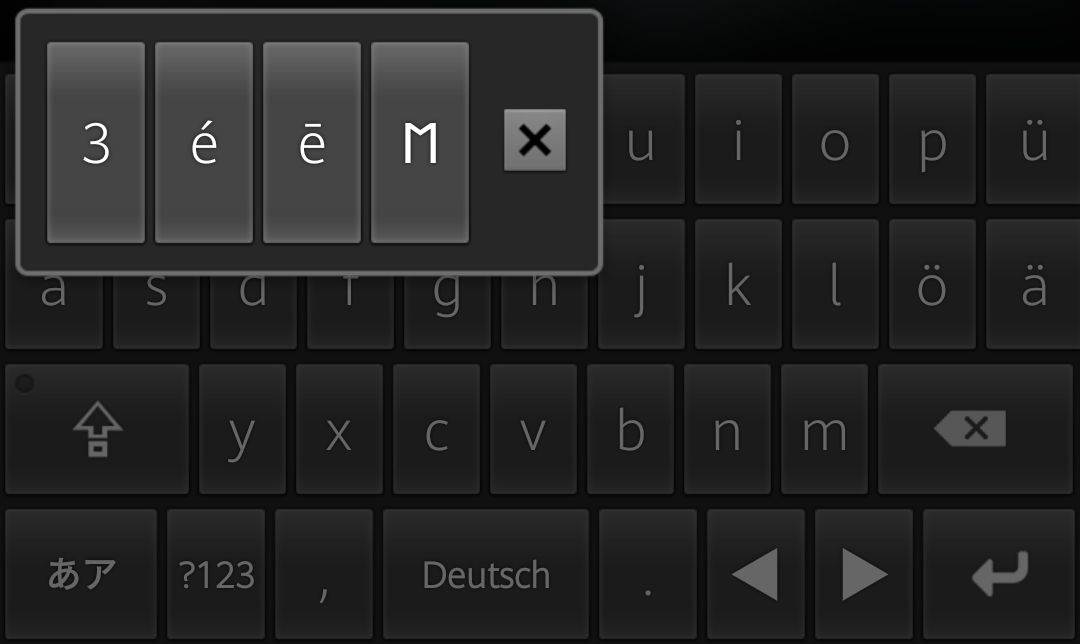 3 é ē ᛖ
u i o p ü
a s d f g h j k l ö ä
y x c v b n m
あア ?123 , Deutsch .